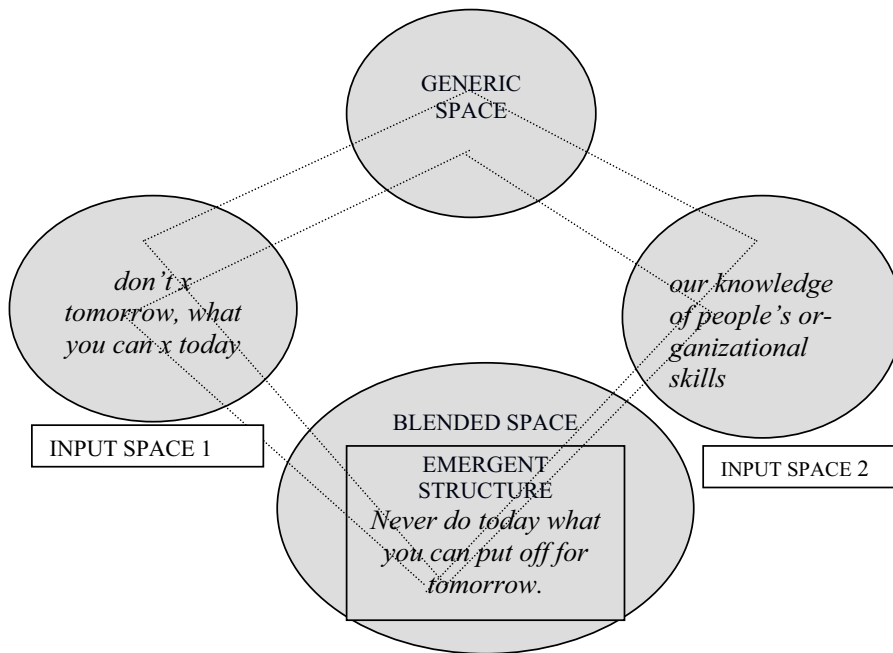 GENERIC
SPACE
don’t x
tomorrow, what
you can x today
our knowledge
of people’s or-
ganizational
skills
INPUT SPACE 1
BLENDED SPACE
INPUT SPACE 2
EMERGENT
STRUCTURE
Never do today what
you can put off for
tomorrow.